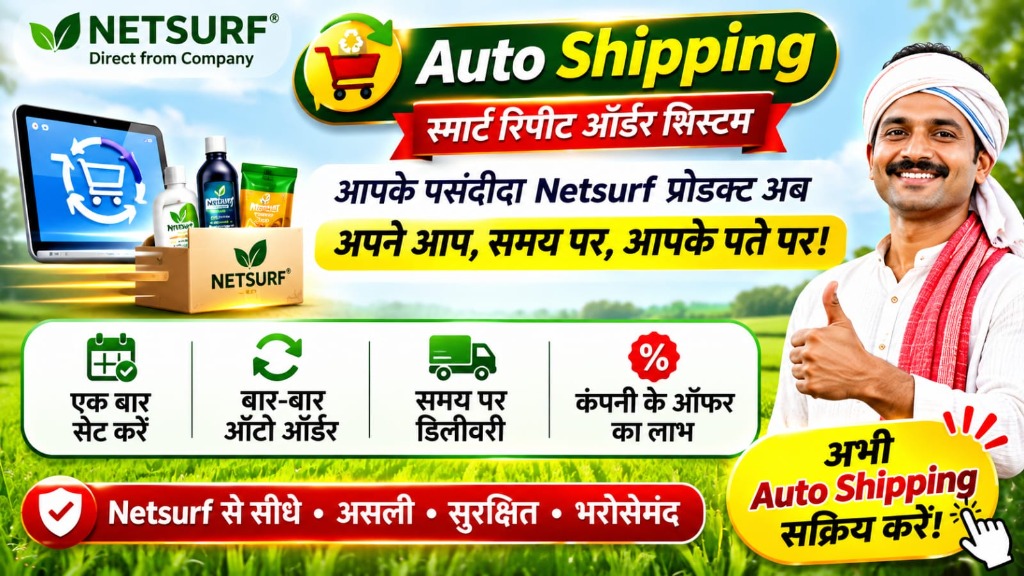 NETSURF®
Direct from Company
Auto Shipping
स्मार्ट रिपीट ऑर्डर सिस्टम
आपके पसंदीदा Netsurf प्रोडक्ट अब
अपने आप, समय पर, आपके पते पर!
NETSURF®
एक बार
सेट करें
बार-बार
ऑटो ऑर्डर
समय पर
डिलीवरी
कंपनी के ऑफर
का लाभ
Netsurf से सीधे • असली • सुरक्षित • भरोसेमंद
अभी
Auto Shipping
सक्रिय करें!